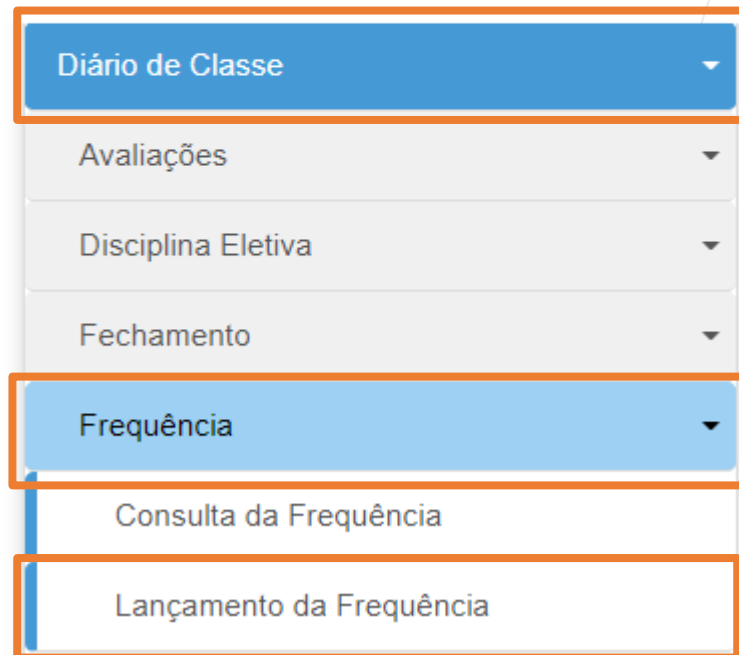 Diário de Classe
Avaliações
Disciplina Eletiva
Fechamento
Frequência
Consulta da Frequência
Lançamento da Frequência